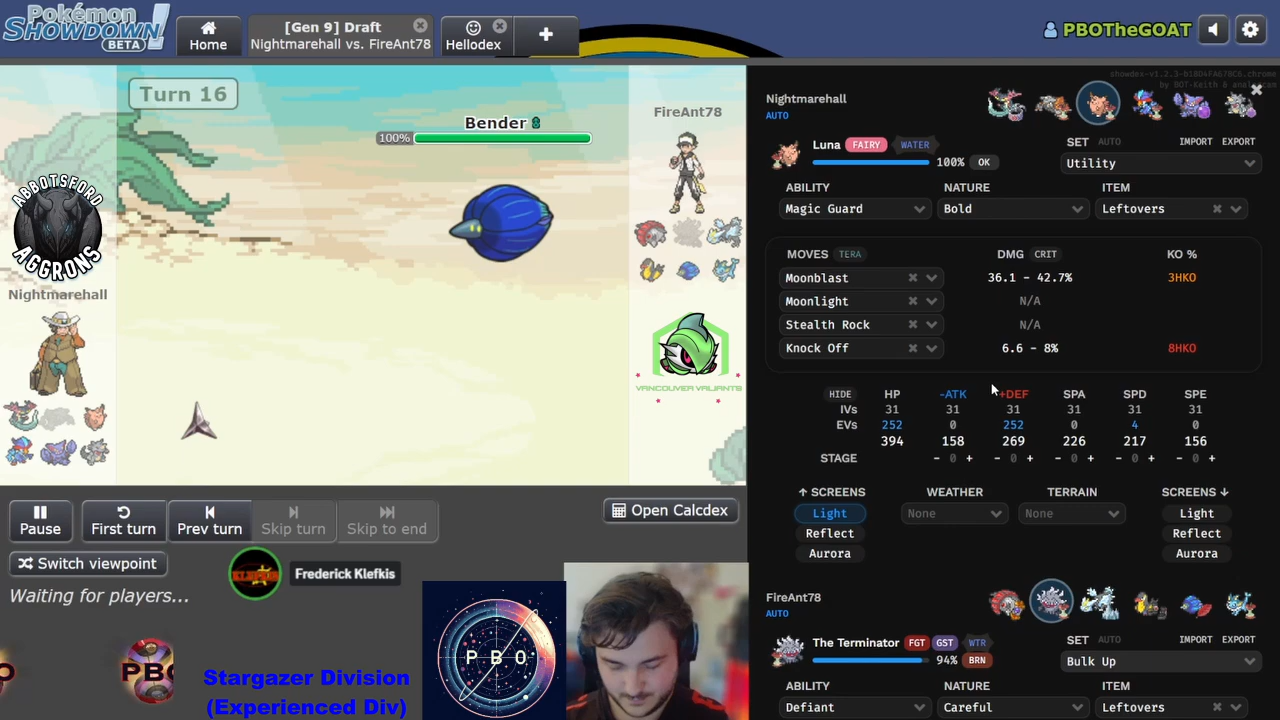 Pokémon
SHOWDOWN!
BETA
Home
[Gen 9] Draft
Nightmarehall vs. FireAnt78
Hellodex
PBOTheGOAT
Turn 16
Bender
100%
FireAnt78
ABBOTSFORD
AGGRONS
Nightmarehall
VANCOUVER VALIANTS
Pause
First turn
Prev turn
Skip turn
Skip to end
Open Calcdex
Switch viewpoint
Waiting for players...
KLEFKIS
Frederick Klefkis
PBO
Stargazer Division
(Experienced Div)
P B O
Nightmarehall
AUTO
Luna FAIRY WATER
100% OK
SET AUTO IMPORT EXPORT
Utility
ABILITY NATURE ITEM
Magic Guard Bold Leftovers
MOVES TERA DMG CRIT KO %
Moonblast 36.1 – 42.7% 3HKO
Moonlight N/A
Stealth Rock N/A
Knock Off 6.6 – 8% 8HKO
HIDE HP -ATK +DEF SPA SPD SPE
IVs 31 31 31 31 31 31
EVs 252 0 252 0 4 0
394 158 269 226 217 156
STAGE - 0 + - 0 + - 0 + - 0 + - 0 +
↑ SCREENS WEATHER TERRAIN SCREENS ↓
Light None None Light
Reflect Reflect
Aurora Aurora
FireAnt78
AUTO
The Terminator FGT GST WTR
94% BRN
SET AUTO IMPORT EXPORT
Bulk Up
ABILITY NATURE ITEM
Defiant Careful Leftovers